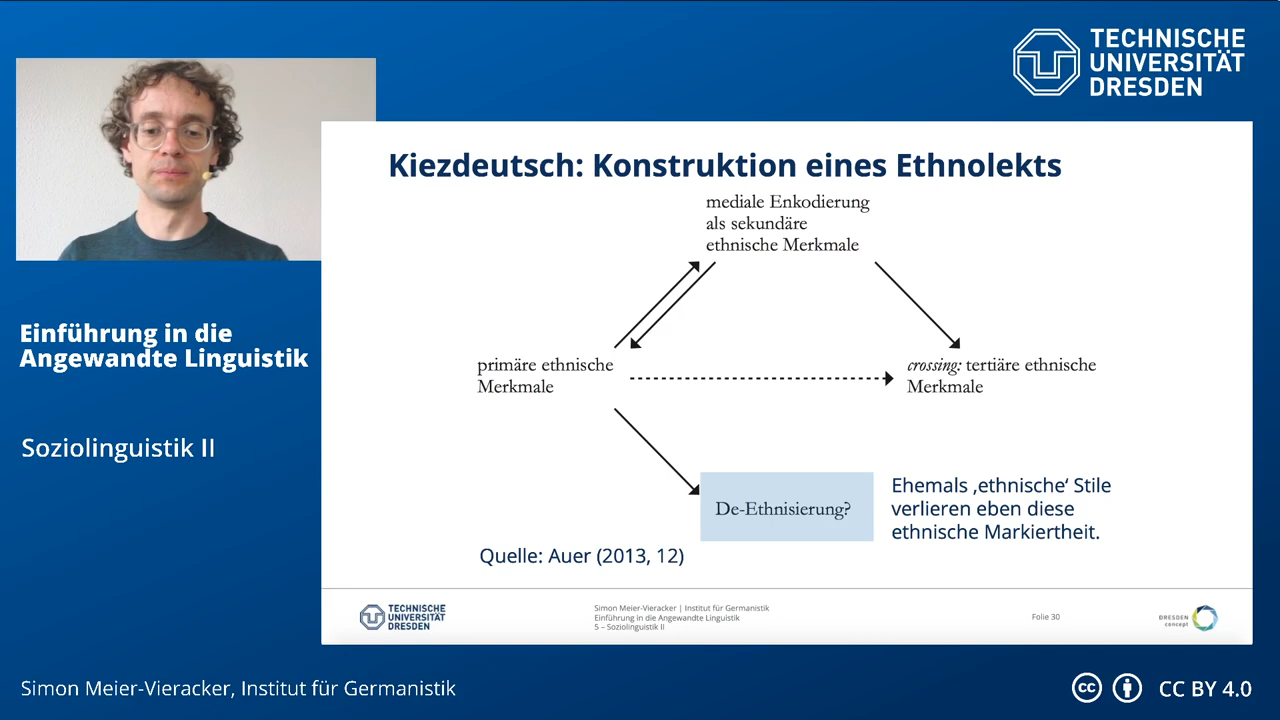 TECHNISCHE
UNIVERSITÄT
DRESDEN
Kiezdeutsch: Konstruktion eines Ethnolekts
mediale Enkodierung
als sekundäre
ethnische Merkmale
primäre ethnische
Merkmale
crossing: tertiäre ethnische
Merkmale
De-Ethnisierung?
Ehemals ‚ethnische‘ Stile
verlieren eben diese
ethnische Markiertheit.
Quelle: Auer (2013, 12)
TECHNISCHE
UNIVERSITÄT
DRESDEN
Simon Meier-Vieracker | Institut für Germanistik
Einführung in die Angewandte Linguistik
5 – Soziolinguistik II
Folie 30
DRESDEN
concept
Einführung in die
Angewandte Linguistik
Soziolinguistik II
Simon Meier-Vieracker, Institut für Germanistik
cc
CC BY 4.0